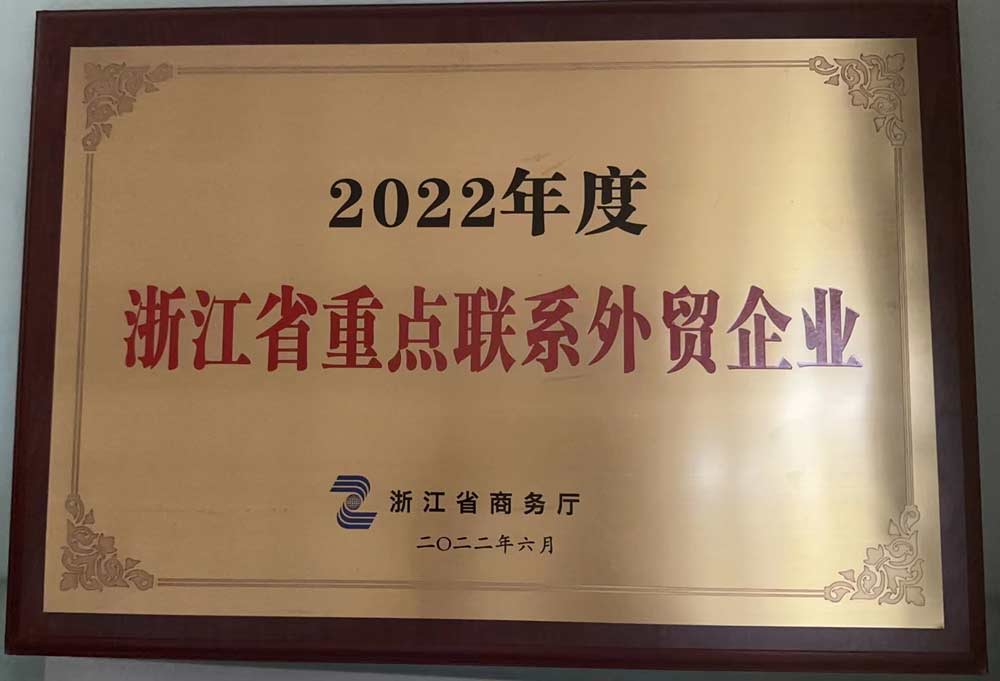 2022年度
浙江省重点联系外贸企业
浙江省商务厅
二〇二二年六月